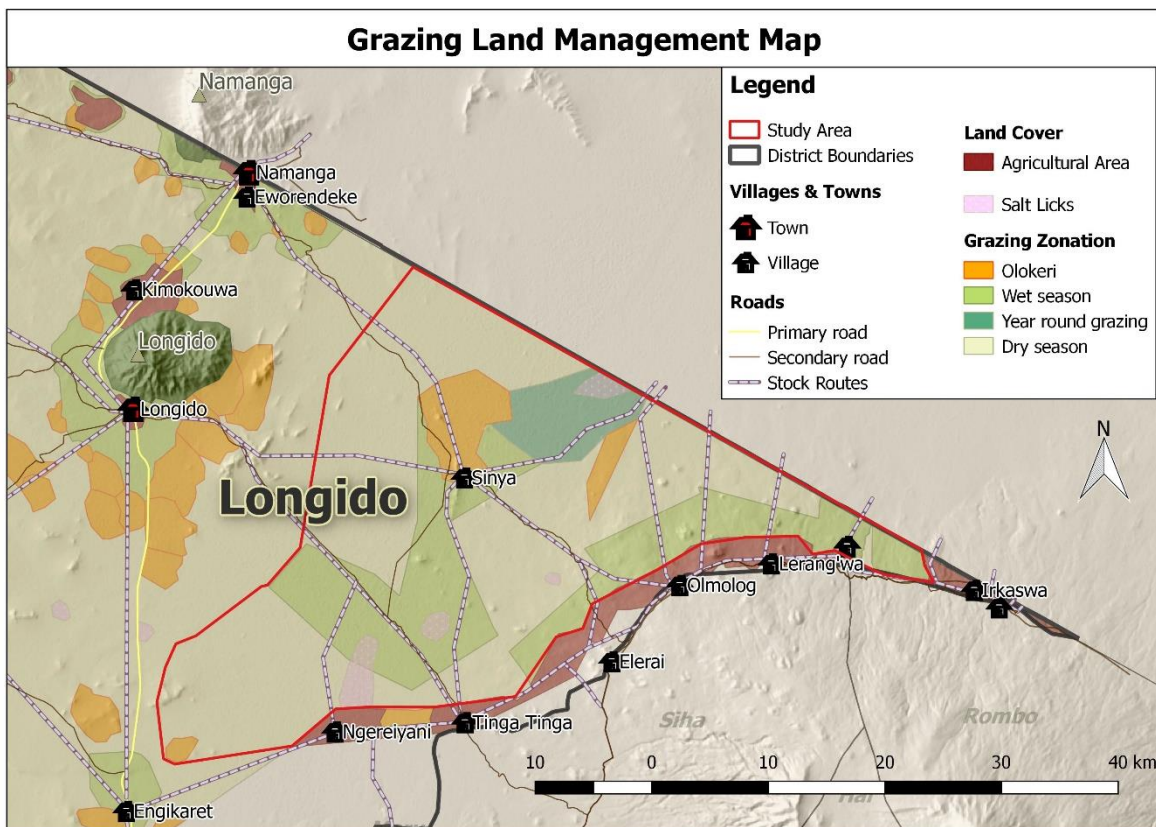 Grazing Land Management Map
Namanga
Legend
Study Area
District Boundaries
Villages & Towns
Town
Village
Roads
Primary road
Secondary road
Stock Routes
Land Cover
Agricultural Area
Salt Licks
Grazing Zonation
Olokeri
Wet season
Year round grazing
Dry season
Namanga
Eworendeke
Kimokouwa
Longido
Longido
N
Sinya
Longido
Lerang'wa
Olmolog
Irkaswa
Elerai
Ngereiyani
Tinga Tinga
Siha
Rombo
10 0 10 20 30 40 km
Hai
Engikaret